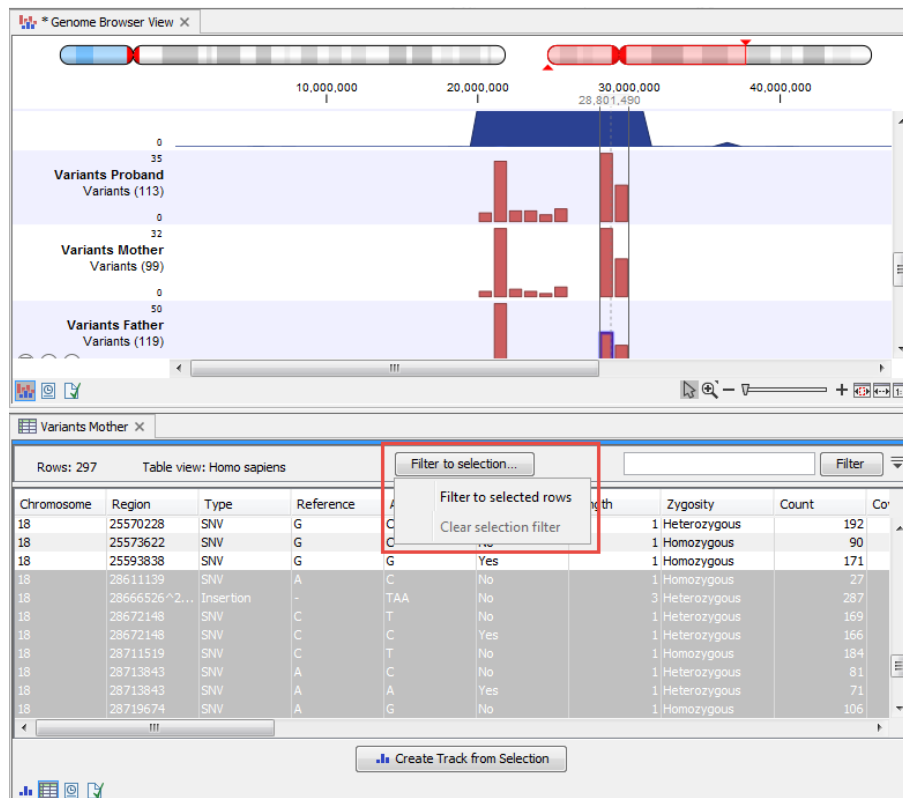 * Genome Browser View
10,000,000 20,000,000 30,000,000 40,000,000
28,801,490
0
35
Variants Proband
Variants (113)
0
32
Variants Mother
Variants (99)
0
50
Variants Father
Variants (119)
Variants Mother
Rows: 297 Table view: Homo sapiens Filter to selection... Filter
Filter to selected rows
Clear selection filter
Chromosome Region Type Reference Zygosity Count
18 25570228 SNV G 1 Heterozygous 192
18 25573622 SNV G 1 Homozygous 90
18 25593838 SNV G G Yes 1 Homozygous 171
18 28611139 SNV A C No 1 Homozygous 27
18 28666526^2... Insertion - TAA No 3 Heterozygous 287
18 28672148 SNV C T No 1 Heterozygous 169
18 28672148 SNV C C Yes 1 Heterozygous 166
18 28711519 SNV C T No 1 Homozygous 184
18 28713843 SNV A C No 1 Heterozygous 81
18 28713843 SNV A A Yes 1 Heterozygous 71
18 28719674 SNV A G No 1 Homozygous 106
Create Track from Selection